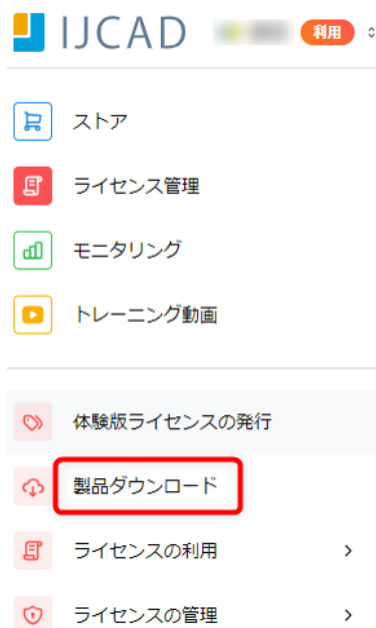 IJCAD
利用
ストア
ライセンス管理
モニタリング
トレーニング動画
体験版ライセンスの発行
製品ダウンロード
ライセンスの利用
ライセンスの管理